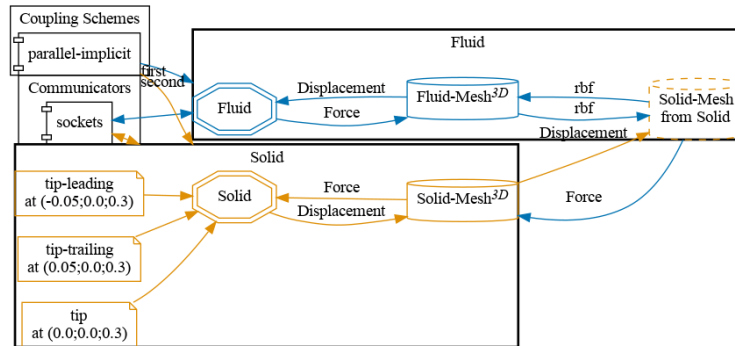 Coupling Schemes
parallel-implicit
first
second
Communicators
sockets
Fluid
Fluid
Displacement
Force
Fluid-Mesh3D
rbf
rbf
Solid-Mesh
from Solid
Displacement
Force
Solid
tip-leading
at (-0.05;0.0;0.3)
tip-trailing
at (0.05;0.0;0.3)
tip
at (0.0;0.0;0.3)
Solid
Force
Displacement
Solid-Mesh3D